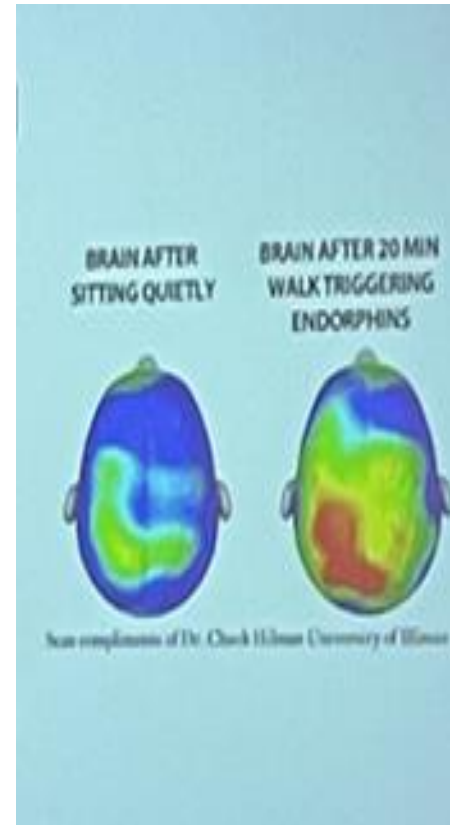 BRAIN AFTER
SITTING QUIETLY
BRAIN AFTER 20 MIN
WALK TRIGGERING
ENDORPHINS
Scan compliments of Dr. Chuck Hillman University of Illinois